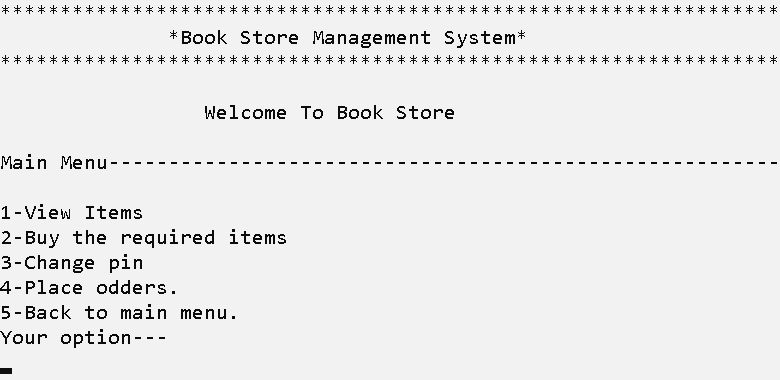 *****************************************************************
*Book Store Management System*
*****************************************************************
Welcome To Book Store
Main Menu--------------------------------------------------------
1-View Items
2-Buy the required items
3-Change pin
4-Place odders.
5-Back to main menu.
Your option---